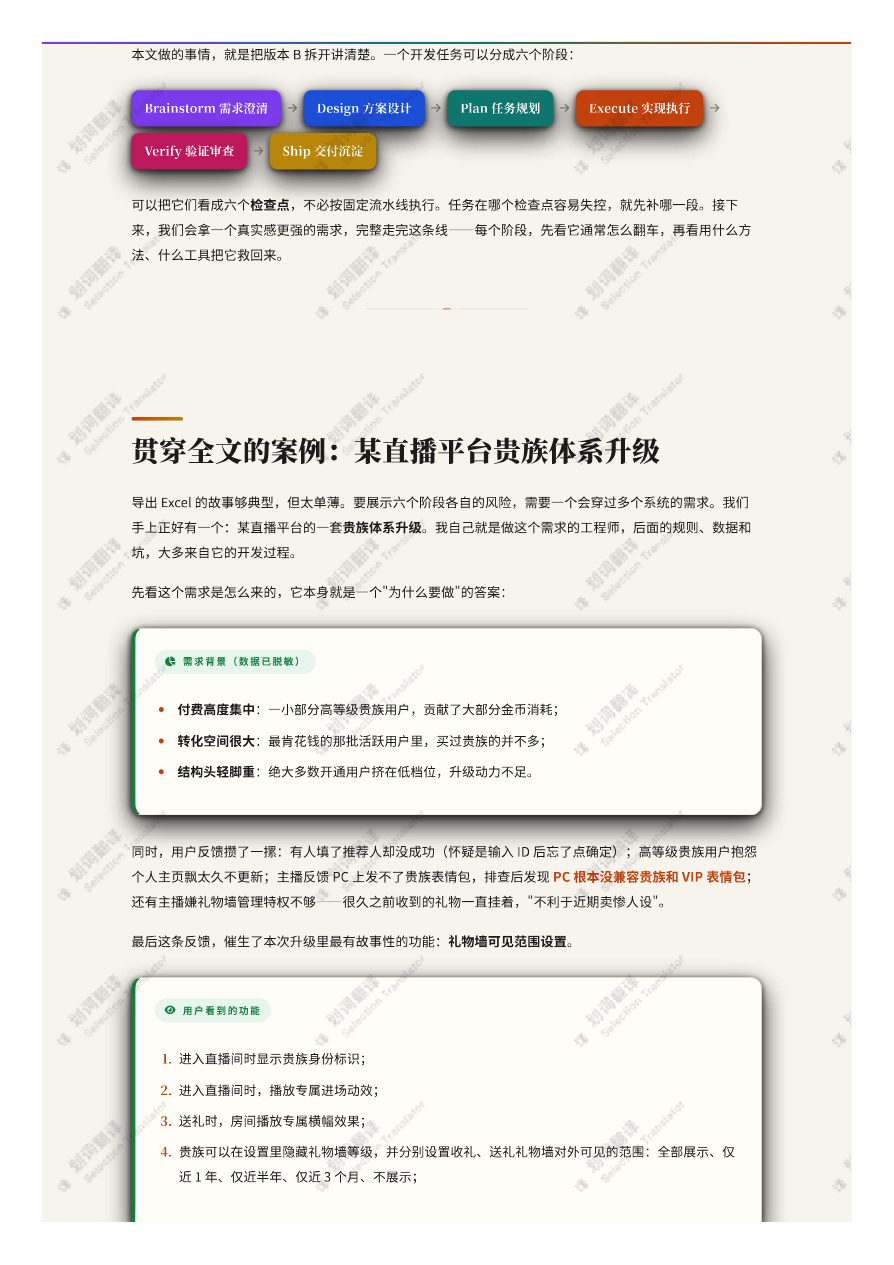 本文做的事情，就是把版本 B 拆开讲清楚。一个开发任务可以分成六个阶段：
Brainstorm 需求澄清 → Design 方案设计 → Plan 任务规划 → Execute 实现执行 →
Verify 验证审查 → Ship 交付沉淀
可以把它们看成六个检查点，不必按固定流水线执行。任务在哪个检查点容易失控，就先补哪一段。接下
来，我们会拿一个真实感更强的需求，完整走完这条线——每个阶段，先看它通常怎么翻车，再看用什么方
法、什么工具把它救回来。
贯穿全文的案例：某直播平台贵族体系升级
导出 Excel 的故事够典型，但太单薄。要展示六个阶段各自的风险，需要一个会穿过多个系统的需求。我们
手上正好有一个：某直播平台的一套贵族体系升级。我自己就是做这个需求的工程师，后面的规则、数据和
坑，大多来自它的开发过程。
先看这个需求是怎么来的，它本身就是一个"为什么要做"的答案：
需求背景（数据已脱敏）
• 付费高度集中：一小部分高等级贵族用户，贡献了大部分金币消耗；
• 转化空间很大：最肯花钱的那批活跃用户里，买过贵族的并不多；
• 结构头轻脚重：绝大多数开通用户挤在低档位，升级动力不足。
同时，用户反馈攒了一摞：有人填了推荐人却没成功（怀疑是输入 ID 后忘了点确定）；高等级贵族用户抱怨
个人主页飘太久不更新；主播反馈 PC 上发不了贵族表情包，排查后发现 PC 根本没兼容贵族和 VIP 表情包；
还有主播嫌礼物墙管理特权不够——很久之前收到的礼物一直挂着，"不利于近期卖惨人设"。
最后这条反馈，催生了本次升级里最有故事性的功能：礼物墙可见范围设置。
用户看到的功能
1. 进入直播间时显示贵族身份标识；
2. 进入直播间时，播放专属进场动效；
3. 送礼时，房间播放专属横幅效果；
4. 贵族可以在设置里隐藏礼物墙等级，并分别设置收礼、送礼礼物墙对外可见的范围：全部展示、仅
近 1 年、仅近半年、仅近 3 个月、不展示；
划词翻译
Selection Translator